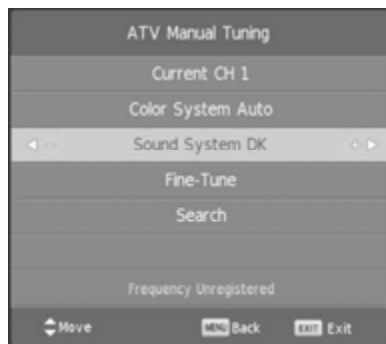 ATV Manual Tuning
Current CH 1
Color System Auto
Sound System DK
Fine-Tune
Search
Frequency Unregistered
Move MENU Back EXIT Exit